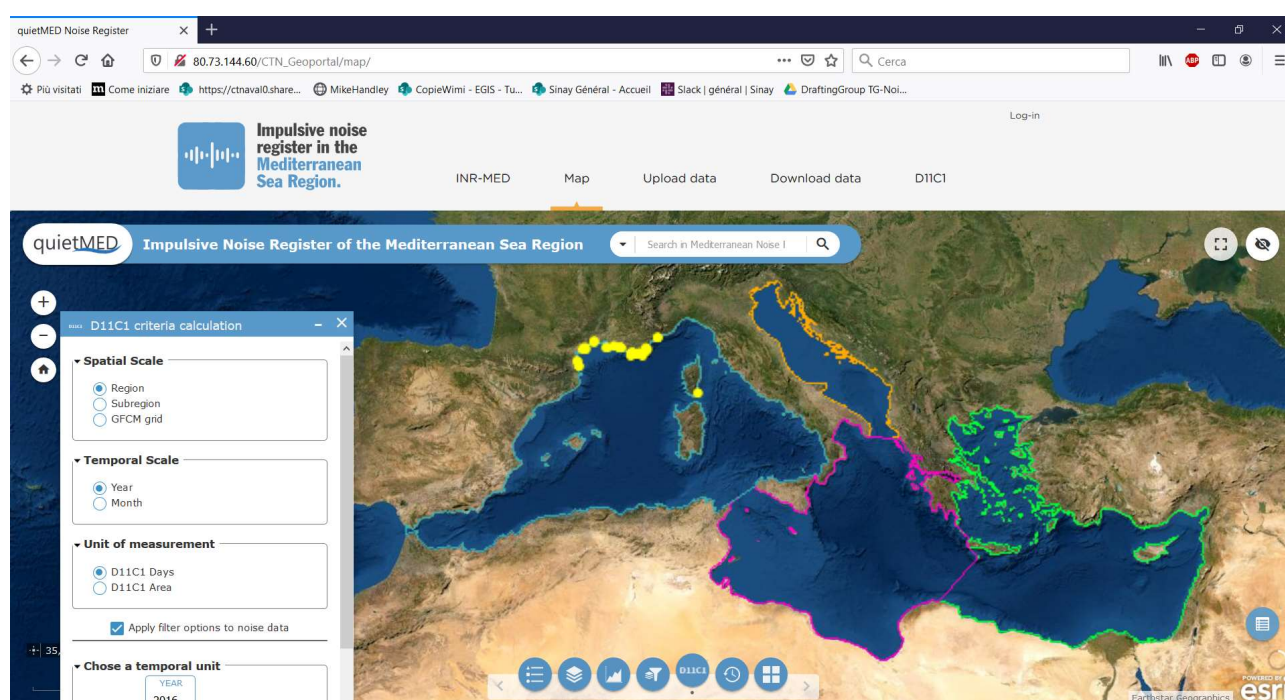 quietMED Noise Register
80.73.144.60/CTN_Geoportal/map/
Cerca
Più visitati
Come iniziare
https://ctnaval0.share...
MikeHandley
CopieWimi - EGIS - Tu...
Sinay Général - Accueil
Slack | général | Sinay
DraftingGroup TG-Noi...
ABP
Log-in
Impulsive noise
register in the
Mediterranean
Sea Region.
INR-MED
Map
Upload data
Download data
D11C1
quietMED
Impulsive Noise Register of the Mediterranean Sea Region
Search in Mediterranean Noise
D11C1 criteria calculation
Spatial Scale
Region
Subregion
GFCM grid
Temporal Scale
Year
Month
Unit of measurement
D11C1 Days
D11C1 Area
Apply filter options to noise data
35,
Chose a temporal unit
YEAR
2016
D11C1
POWERED BY
esri
Earthstar Geographics